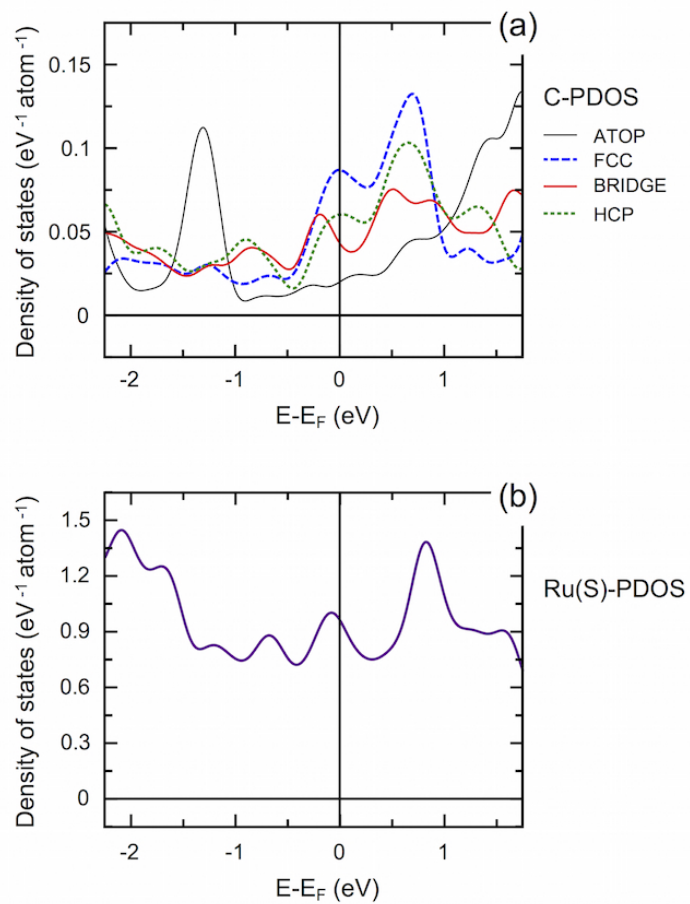 (a)
0.15
0.1
0.05
0
Density of states (eV⁻¹ atom⁻¹)
-2 -1 0 1
E-E_F (eV)
C-PDOS
ATOP
FCC
BRIDGE
HCP
(b)
1.5
1.2
0.9
0.6
0.3
0
Density of states (eV⁻¹ atom⁻¹)
-2 -1 0 1
E-E_F (eV)
Ru(S)-PDOS